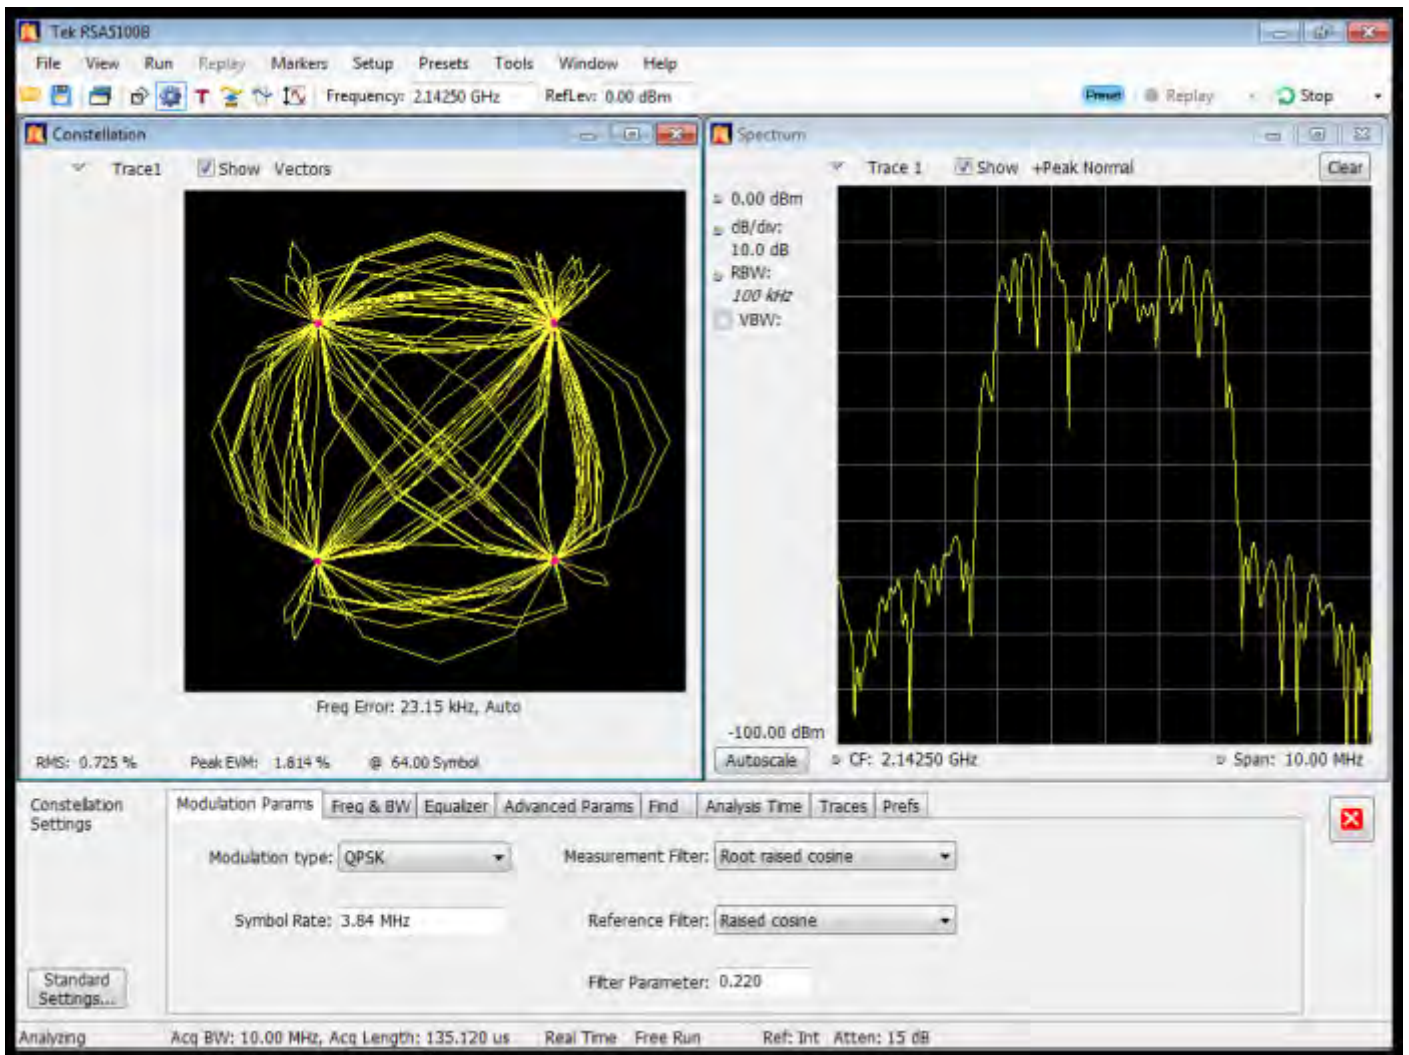 Tek RSA5100B
File View Run Replay Markers Setup Presets Tools Window Help
T Frequency: 2.14250 GHz RefLev: 0.00 dBm Preset Replay Stop
Constellation
Trace1 Show Vectors
Freq Error: 23.15 kHz, Auto
RMS: 0.725 % Peak EVM: 1.814 % @ 64.00 Symbol
Spectrum
Trace 1 Show +Peak Normal Clear
0.00 dBm
dB/div:
10.0 dB
RBW:
100 kHz
VBW:
-100.00 dBm
Autoscale CF: 2.14250 GHz Span: 10.00 MHz
Constellation
Settings
Modulation Params Freq & BW Equalizer Advanced Params Find Analysis Time Traces Prefs
Modulation type: QPSK Measurement Filter: Root raised cosine
Symbol Rate: 3.84 MHz Reference Filter: Raised cosine
Filter Parameter: 0.220
Standard
Settings...
Analyzing Acq BW: 10.00 MHz, Acq Length: 135.120 us Real Time Free Run Ref: Int Atten: 15 dB